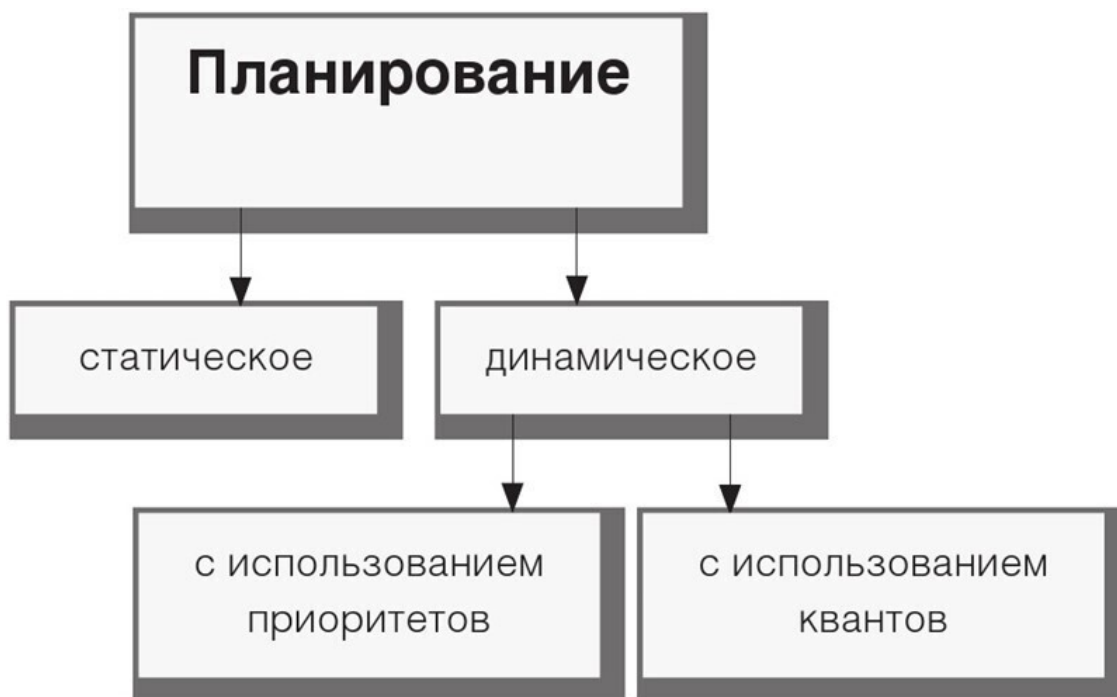 Планирование
статическое
динамическое
с использованием
приоритетов
с использованием
квантов